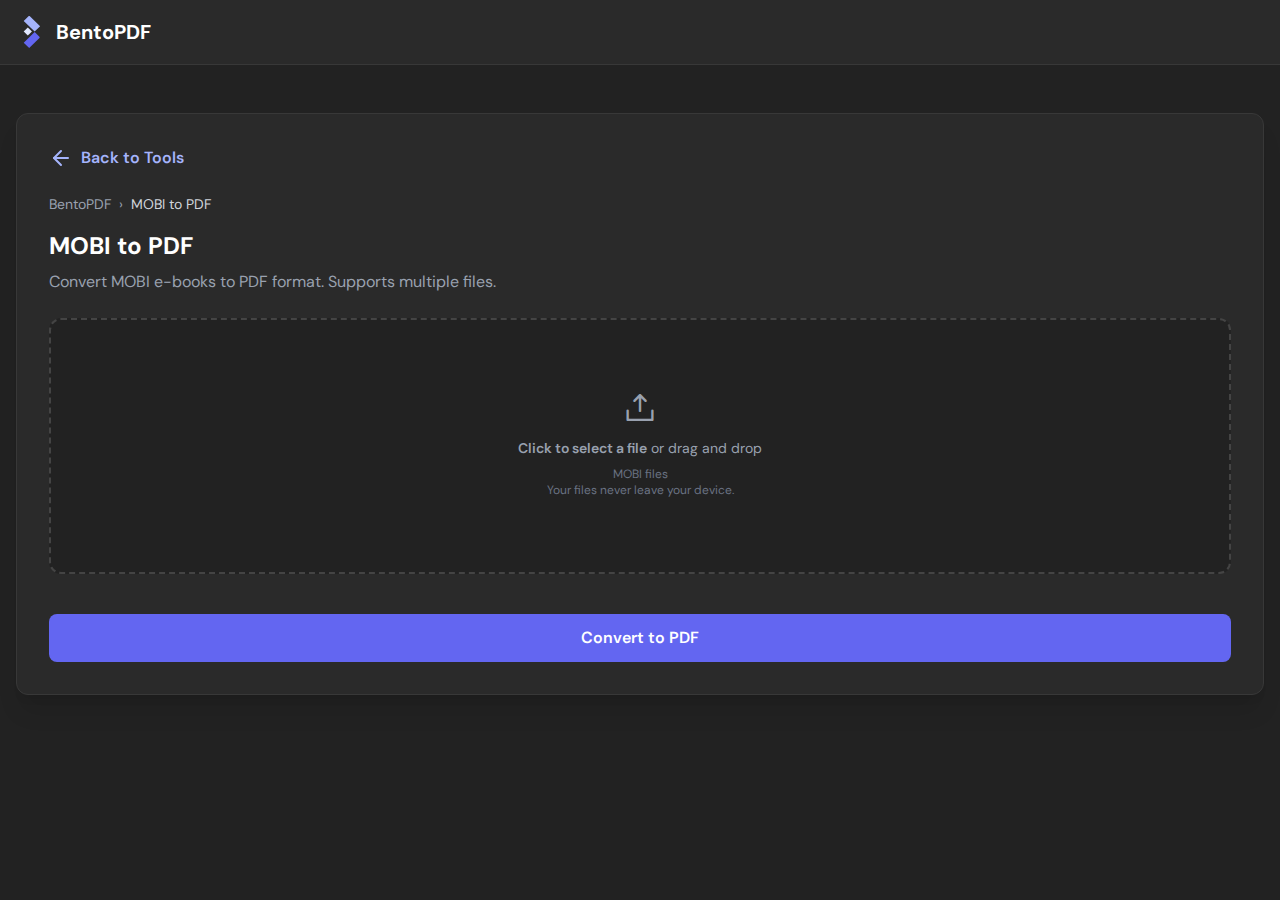 BentoPDF
Back to Tools
BentoPDF › MOBI to PDF
MOBI to PDF
Convert MOBI e-books to PDF format. Supports multiple files.
Click to select a file or drag and drop
MOBI files
Your files never leave your device.
Convert to PDF